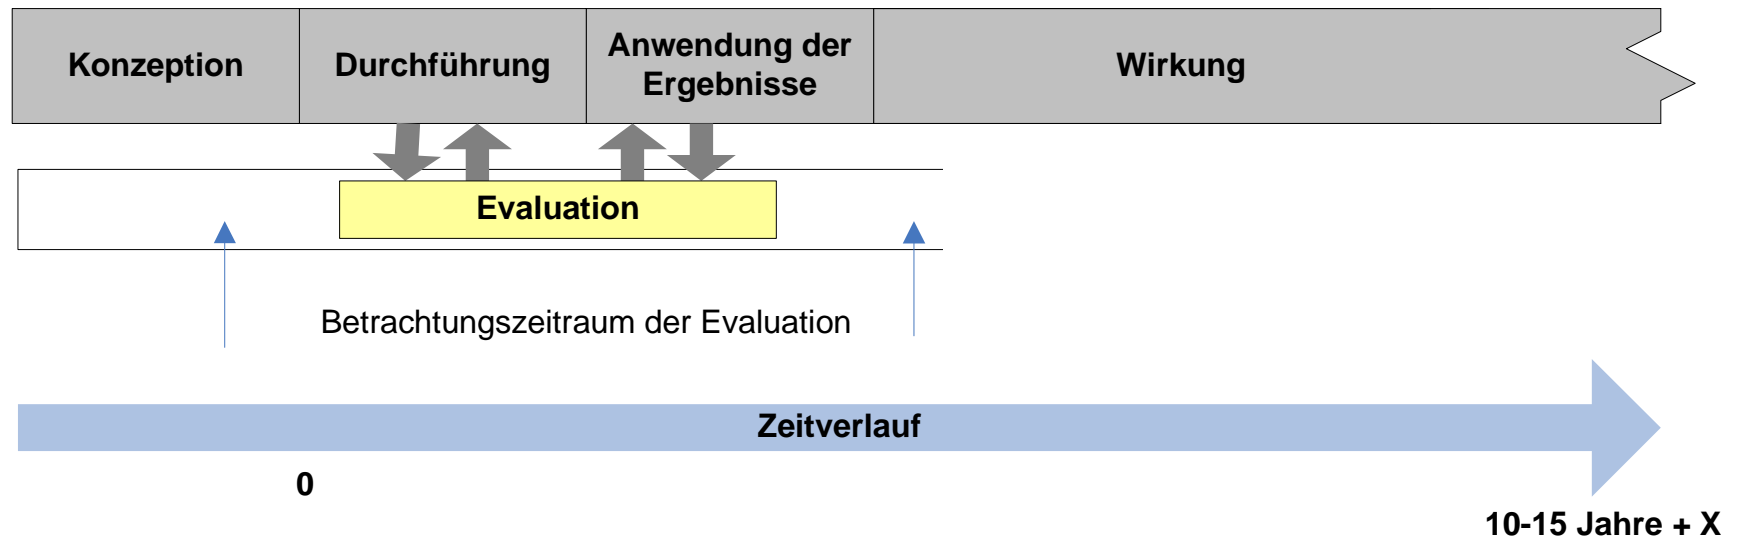 Konzeption
Durchführung
Anwendung der
Ergebnisse
Wirkung
Evaluation
Betrachtungszeitraum der Evaluation
Zeitverlauf
0
10-15 Jahre + X